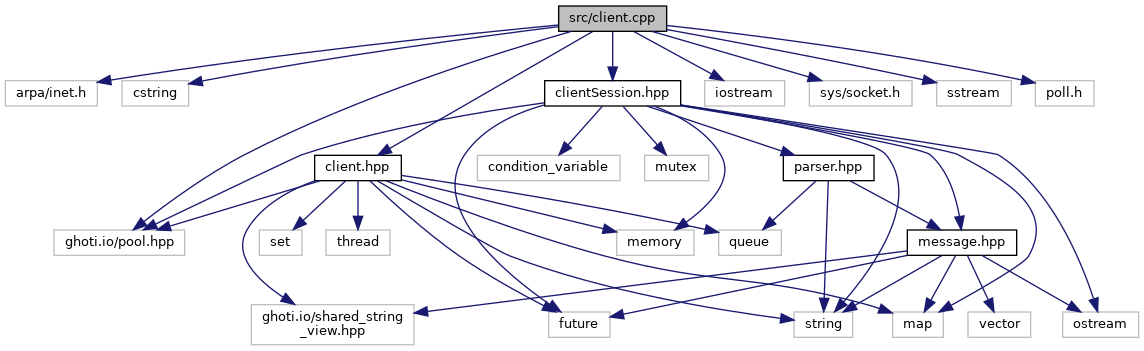 src/client.cpp
arpa/inet.h
cstring
clientSession.hpp
iostream
sys/socket.h
sstream
poll.h
client.hpp
condition_variable
mutex
parser.hpp
ghoti.io/pool.hpp
set
thread
memory
queue
message.hpp
ghoti.io/shared_string
_view.hpp
future
string
map
vector
ostream